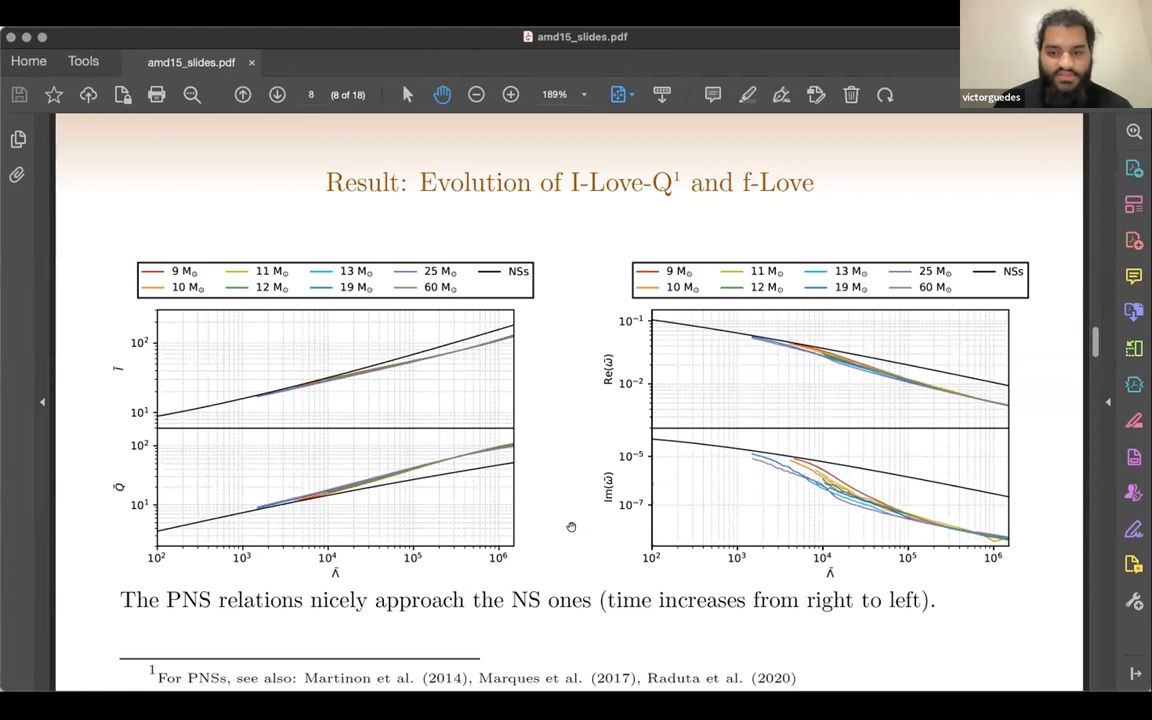 amd15_slides.pdf
Home
Tools
amd15_slides.pdf
×
8
(8 of 18)
189%
victorguedes
Result: Evolution of I-Love-Q¹ and f-Love
9 M⊙ 11 M⊙ 13 M⊙ 25 M⊙ NSs
10 M⊙ 12 M⊙ 19 M⊙ 60 M⊙
Ī
10²
10¹
Q̄
10²
10¹
10² 10³ 10⁴ 10⁵ 10⁶
Λ̄
9 M⊙ 11 M⊙ 13 M⊙ 25 M⊙ NSs
10 M⊙ 12 M⊙ 19 M⊙ 60 M⊙
Re(ω̄)
10⁻¹
10⁻²
Im(ω̄)
10⁻⁵
10⁻⁷
10² 10³ 10⁴ 10⁵ 10⁶
Λ̄
The PNS relations nicely approach the NS ones (time increases from right to left).
¹For PNSs, see also: Martinon et al. (2014), Marques et al. (2017), Raduta et al. (2020)